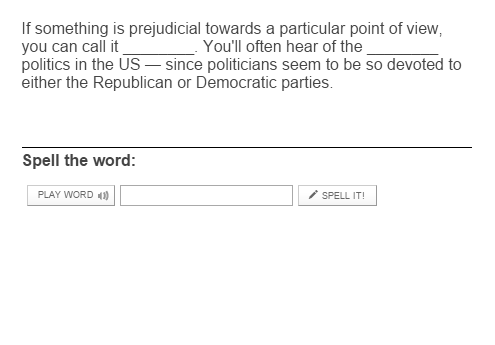 If something is prejudicial towards a particular point of view,
you can call it ________. You'll often hear of the ________
politics in the US — since politicians seem to be so devoted to
either the Republican or Democratic parties.
Spell the word:
PLAY WORD SPELL IT!